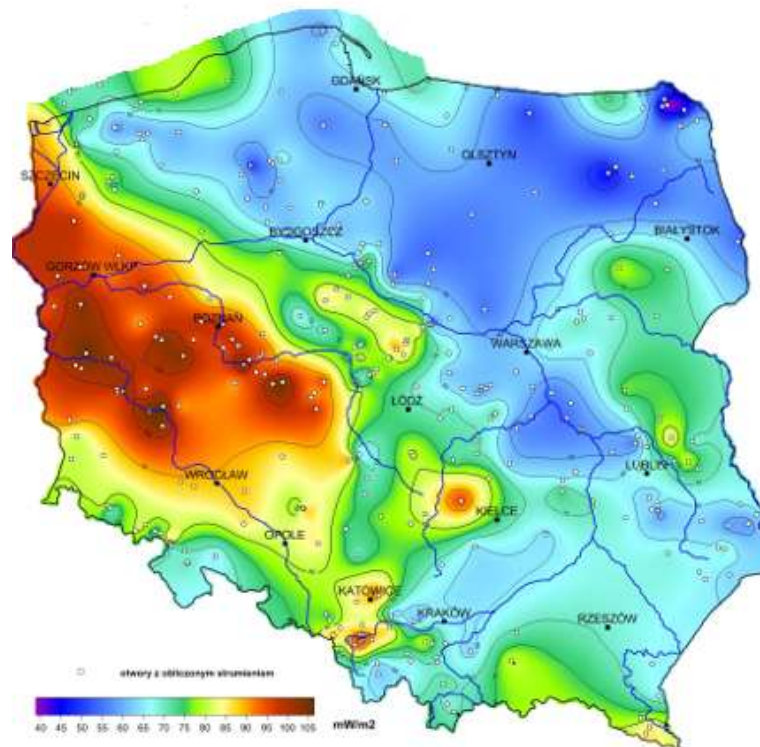 GDAŃSK
OLSZTYN
SZCZECIN
BIAŁYSTOK
BYDGOSZCZ
GORZÓW WLKP
POZNAŃ
WARSZAWA
ŁÓDŹ
LUBLIN
WROCŁAW
KIELCE
OPOLE
KATOWICE
KRAKÓW
RZESZÓW
otwory z obliczonym strumieniem
40 45 50 55 60 65 70 75 80 85 90 95 100 105 mW/m2